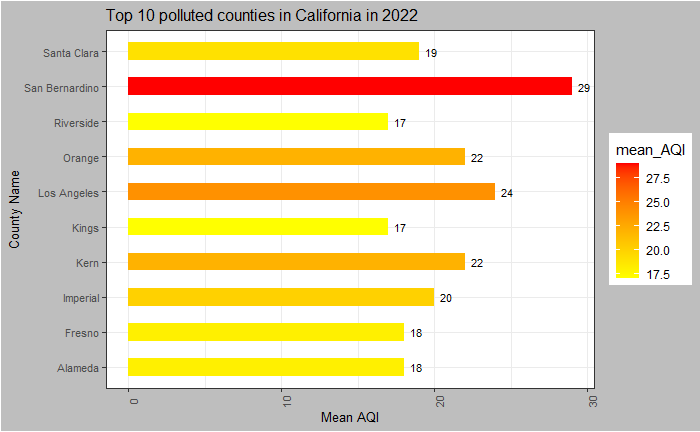 Top 10 polluted counties in California in 2022
County Name
Santa Clara
19
San Bernardino
29
Riverside
17
Orange
22
Los Angeles
24
Kings
17
Kern
22
Imperial
20
Fresno
18
Alameda
18
0
10
20
30
Mean AQI
mean_AQI
27.5
25.0
22.5
20.0
17.5